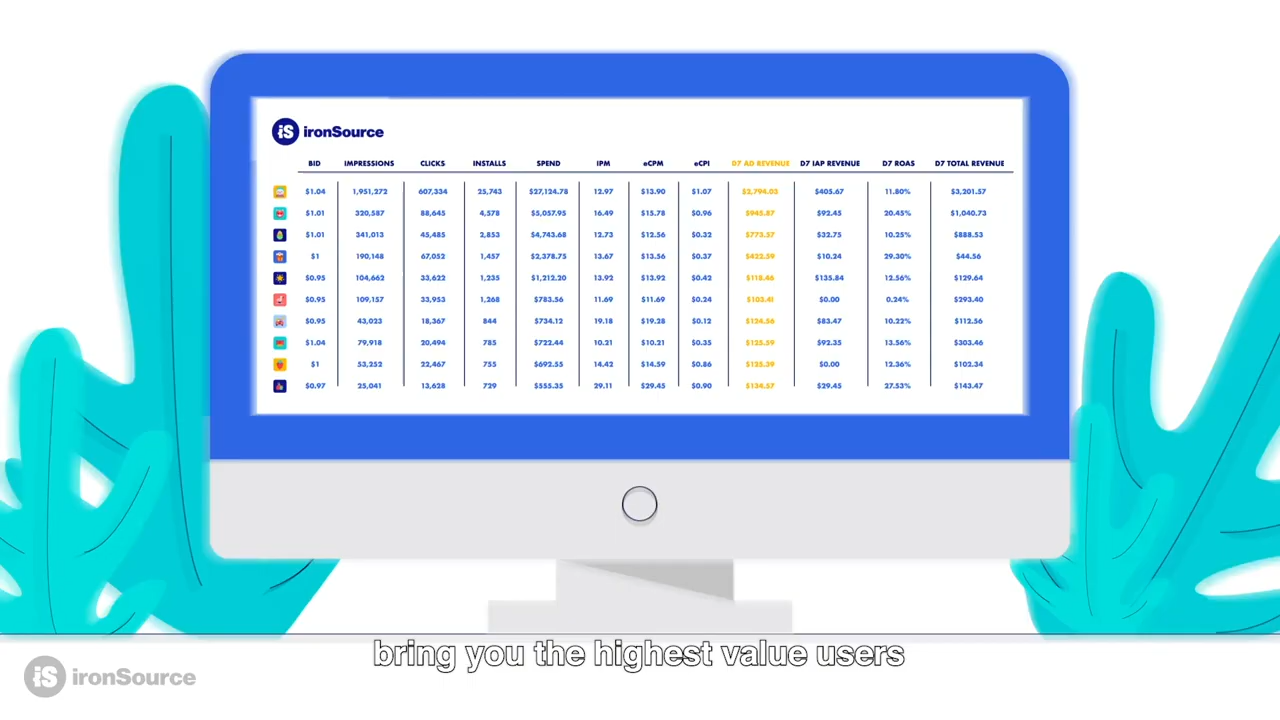 iS ironSource
BID IMPRESSIONS CLICKS INSTALLS SPEND IPM eCPM eCPI D7 AD REVENUE D7 IAP REVENUE D7 ROAS D7 TOTAL REVENUE
$1.04 1,951,272 607,334 25,743 $27,124.78 12.97 $13.90 $1.07 $2,794.03 $405.67 11.80% $3,201.57
$1.01 320,587 88,645 4,578 $5,057.95 16.49 $15.78 $0.96 $945.87 $92.45 20.45% $1,040.73
$1.01 341,013 45,485 2,853 $4,743.68 12.73 $12.56 $0.32 $773.57 $32.75 10.25% $888.53
$1 190,148 67,052 1,457 $2,378.75 13.67 $13.56 $0.37 $422.59 $10.24 29.30% $44.56
$0.95 104,662 33,622 1,235 $1,212.20 13.92 $13.92 $0.42 $118.46 $135.84 12.56% $129.64
$0.95 109,157 33,953 1,268 $783.56 11.69 $11.69 $0.24 $103.41 $0.00 0.24% $293.40
$0.95 43,023 18,367 844 $734.12 19.18 $19.28 $0.12 $124.56 $83.47 10.22% $112.56
$1.04 79,918 20,494 785 $722.44 10.21 $10.21 $0.35 $125.59 $92.35 13.56% $303.46
$1 53,252 22,467 755 $692.55 14.42 $14.59 $0.86 $125.39 $0.00 12.36% $102.34
$0.97 25,041 13,628 729 $555.35 29.11 $29.45 $0.90 $134.57 $29.45 27.53% $143.47
bring you the highest value users
iS ironSource